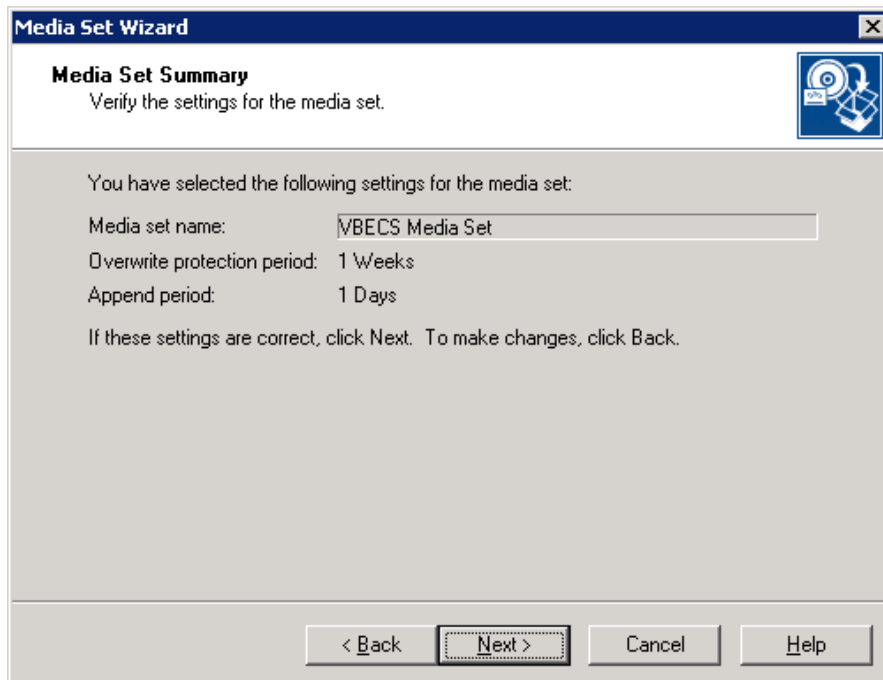 Media Set Wizard
Media Set Summary
Verify the settings for the media set.
You have selected the following settings for the media set:
Media set name: VBECS Media Set
Overwrite protection period: 1 Weeks
Append period: 1 Days
If these settings are correct, click Next. To make changes, click Back.
< Back Next > Cancel Help